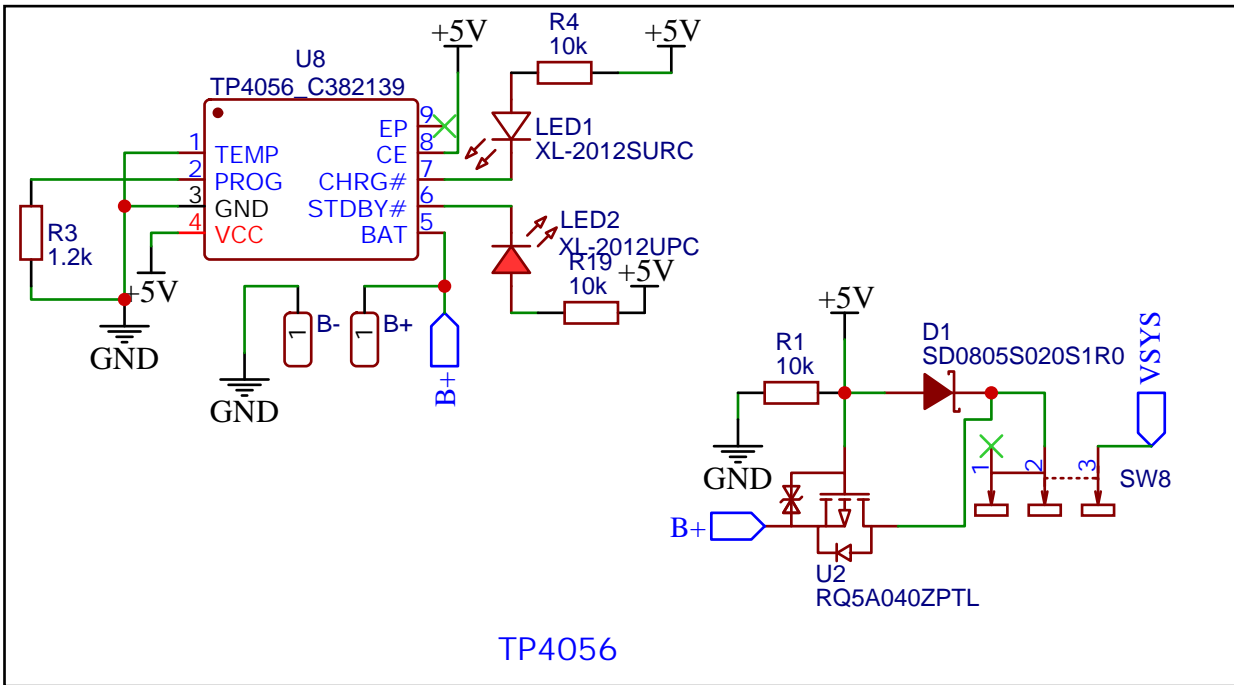 +5V
R4
10k
+5V
U8
TP4056_C382139
9
EP
8
CE
7
CHRG#
6
STDBY#
5
BAT
1
TEMP
2
PROG
3
GND
4
VCC
LED1
XL-2012SURC
LED2
XL-2012UPC
R19
10k
+5V
R3
1.2k
+5V
GND
1
B-
1
B+
B+
GND
+5V
R1
10k
D1
SD0805S020S1R0
VSYS
GND
1
2
3
SW8
B+
U2
RQ5A040ZPTL
TP4056